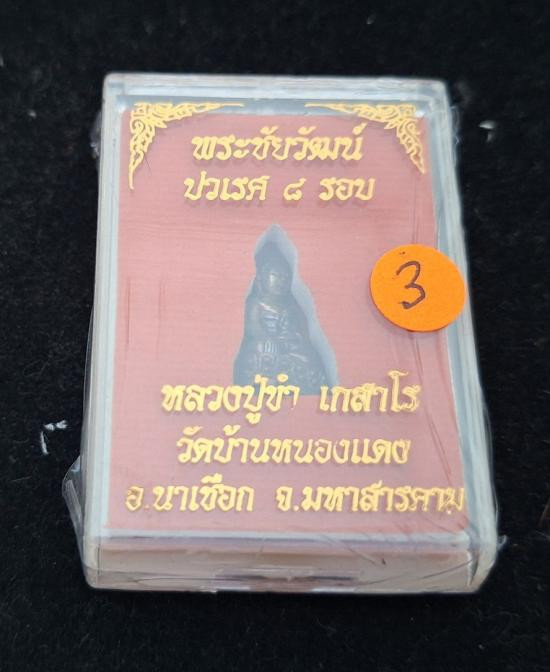 พระชัยวัฒน์
ปวเรศ ๘ รอบ
3
หลวงปู่ขำ เกสาโร
วัดบ้านหนองแดง
อ.นาเชือก จ.มหาสารคาม